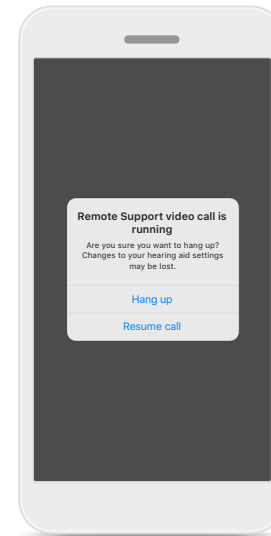 Remote Support video call is
running
Are you sure you want to hang up?
Changes to your hearing aid settings
may be lost.
Hang up
Resume call